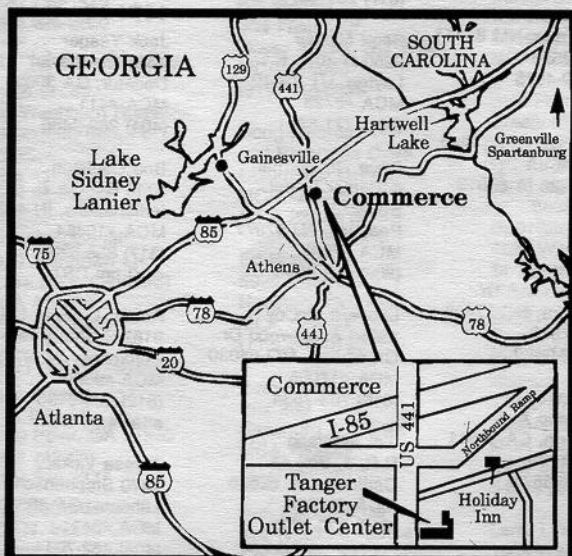 GEORGIA
129
441
SOUTH
CAROLINA
Hartwell
Lake
Greenville
Spartanburg
Lake
Sidney
Lanier
Gainesville
Commerce
85
75
Athens
78
441
78
20
Atlanta
85
Commerce
I-85
US 441
Northbound Ramp
Tanger
Factory
Outlet Center
Holiday
Inn